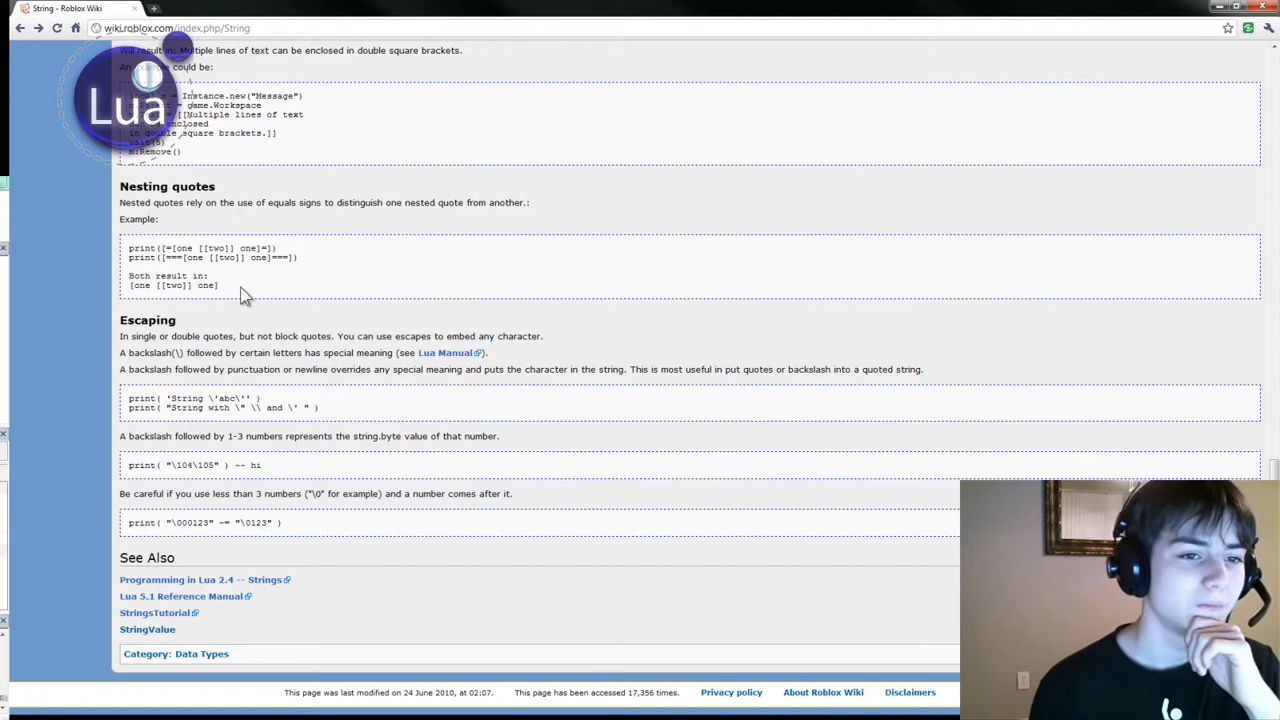 String - Roblox Wiki
wiki.roblox.com/index.php/String
Will result in: Multiple lines of text can be enclosed in double square brackets.
An example could be:
Lua
Instance.new("Message")
= game.Workspace
[[Multiple lines of text
enclosed
in double square brackets.]]
wait(5)
m:Remove()
Nesting quotes
Nested quotes rely on the use of equals signs to distinguish one nested quote from another.:
Example:
print([=[one [[two]] one]=])
print([===[one [[two]] one]===])
Both result in:
[one [[two]] one]
Escaping
In single or double quotes, but not block quotes. You can use escapes to embed any character.
A backslash(\) followed by certain letters has special meaning (see Lua Manual).
A backslash followed by punctuation or newline overrides any special meaning and puts the character in the string. This is most useful in put quotes or backslash into a quoted string.
print( 'String \'abc\'' )
print( "String with \" \\ and \' " )
A backslash followed by 1-3 numbers represents the string.byte value of that number.
print( "\104\105" ) -- hi
Be careful if you use less than 3 numbers ("\0" for example) and a number comes after it.
print( "\000123" ~= "\0123" )
See Also
Programming in Lua 2.4 -- Strings
Lua 5.1 Reference Manual
StringsTutorial
StringValue
Category: Data Types
This page was last modified on 24 June 2010, at 02:07.
This page has been accessed 17,356 times.
Privacy policy
About Roblox Wiki
Disclaimers